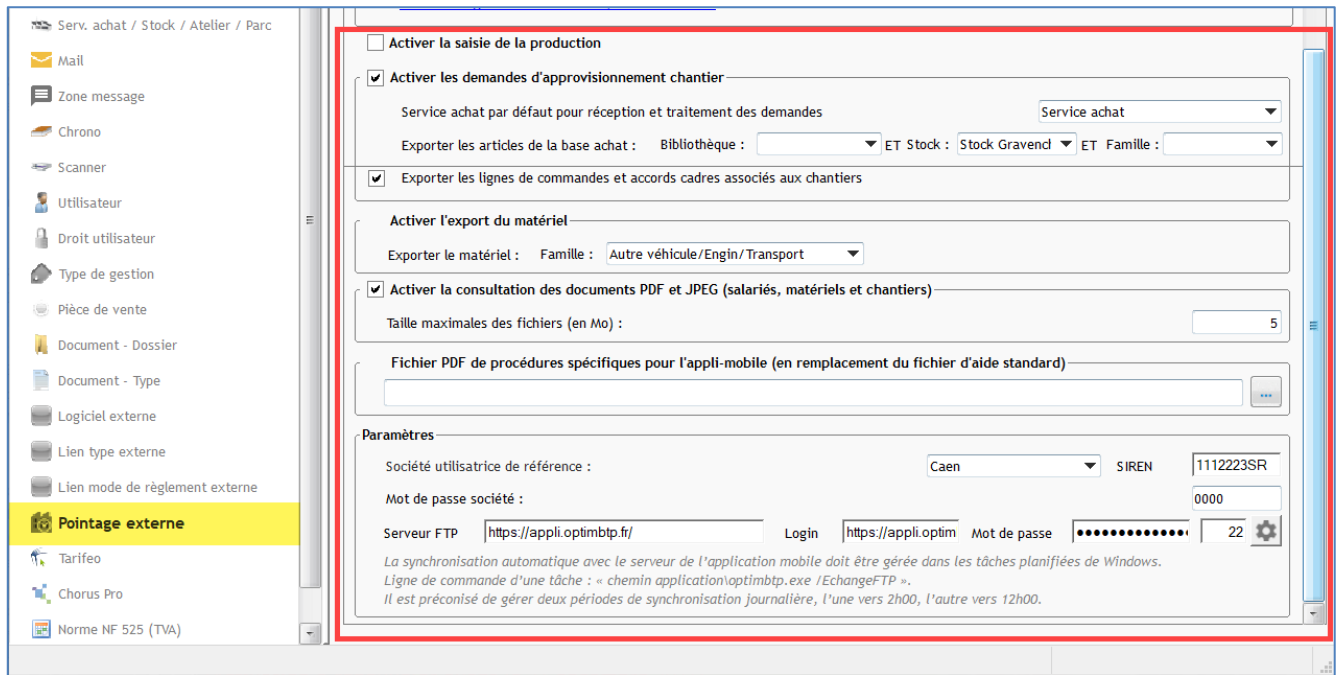 Serv. achat / Stock / Atelier / Parc
Mail
Zone message
Chrono
Scanner
Utilisateur
Droit utilisateur
Type de gestion
Pièce de vente
Document - Dossier
Document - Type
Logiciel externe
Lien type externe
Lien mode de règlement externe
Pointage externe
Tarifeo
Chorus Pro
Norme NF 525 (TVA)
Activer la saisie de la production
Activer les demandes d'approvisionnement chantier
Service achat par défaut pour réception et traitement des demandes Service achat
Exporter les articles de la base achat : Bibliothèque : ET Stock : Stock Gravencl ET Famille :
Exporter les lignes de commandes et accords cadres associés aux chantiers
Activer l'export du matériel
Exporter le matériel : Famille : Autre véhicule/Engin/Transport
Activer la consultation des documents PDF et JPEG (salariés, matériels et chantiers)
Taille maximales des fichiers (en Mo) : 5
Fichier PDF de procédures spécifiques pour l'appli-mobile (en remplacement du fichier d'aide standard)
...
Paramètres
Société utilisatrice de référence : Caen SIREN 1112223SR
Mot de passe société : 0000
Serveur FTP https://appli.optimbtp.fr/ Login https://appli.optim Mot de passe ●●●●●●●●●●●●●● 22
La synchronisation automatique avec le serveur de l'application mobile doit être gérée dans les tâches planifiées de Windows.
Ligne de commande d'une tâche : « chemin application\optimbtp.exe /EchangeFTP ».
Il est préconisé de gérer deux périodes de synchronisation journalière, l'une vers 2h00, l'autre vers 12h00.